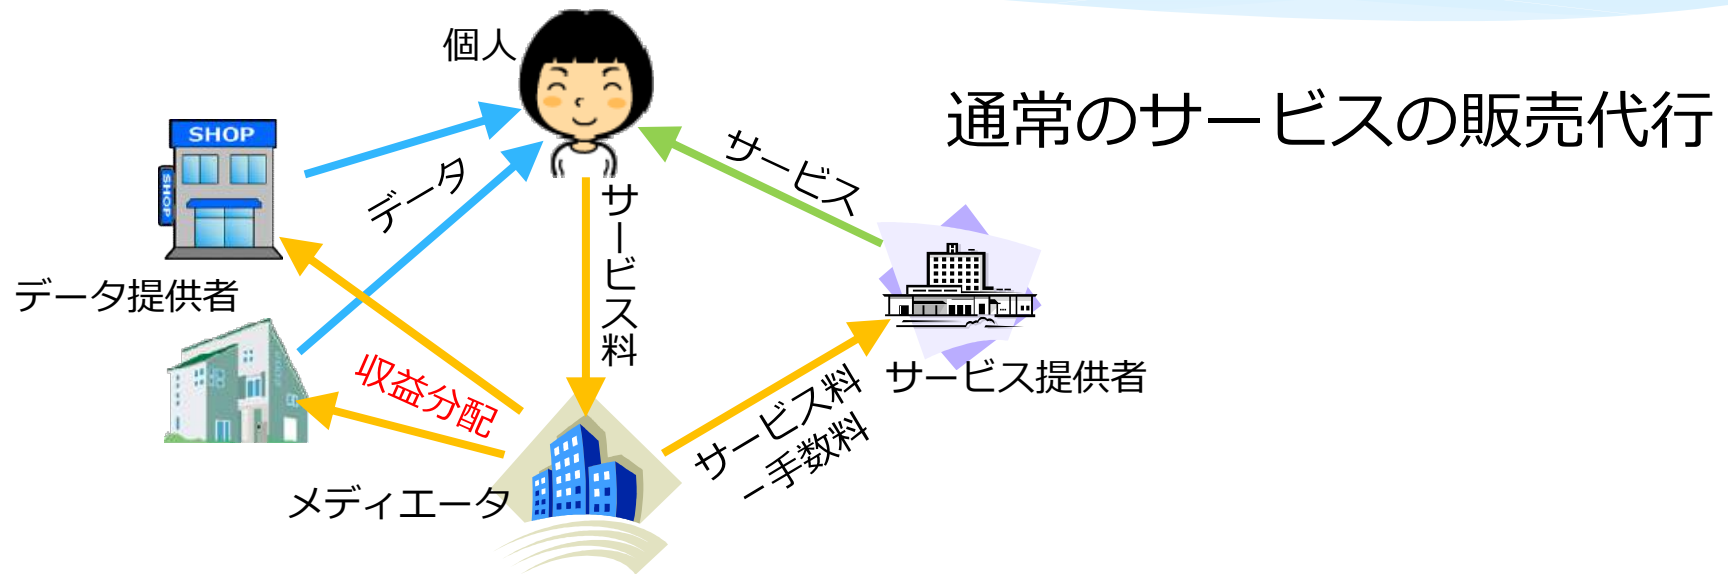 個人
通常のサービスの販売代行
SHOP
SHOP
データ
サービス
サービス料
データ提供者
収益分配
サービス提供者
サービス料
－手数料
メディエータ